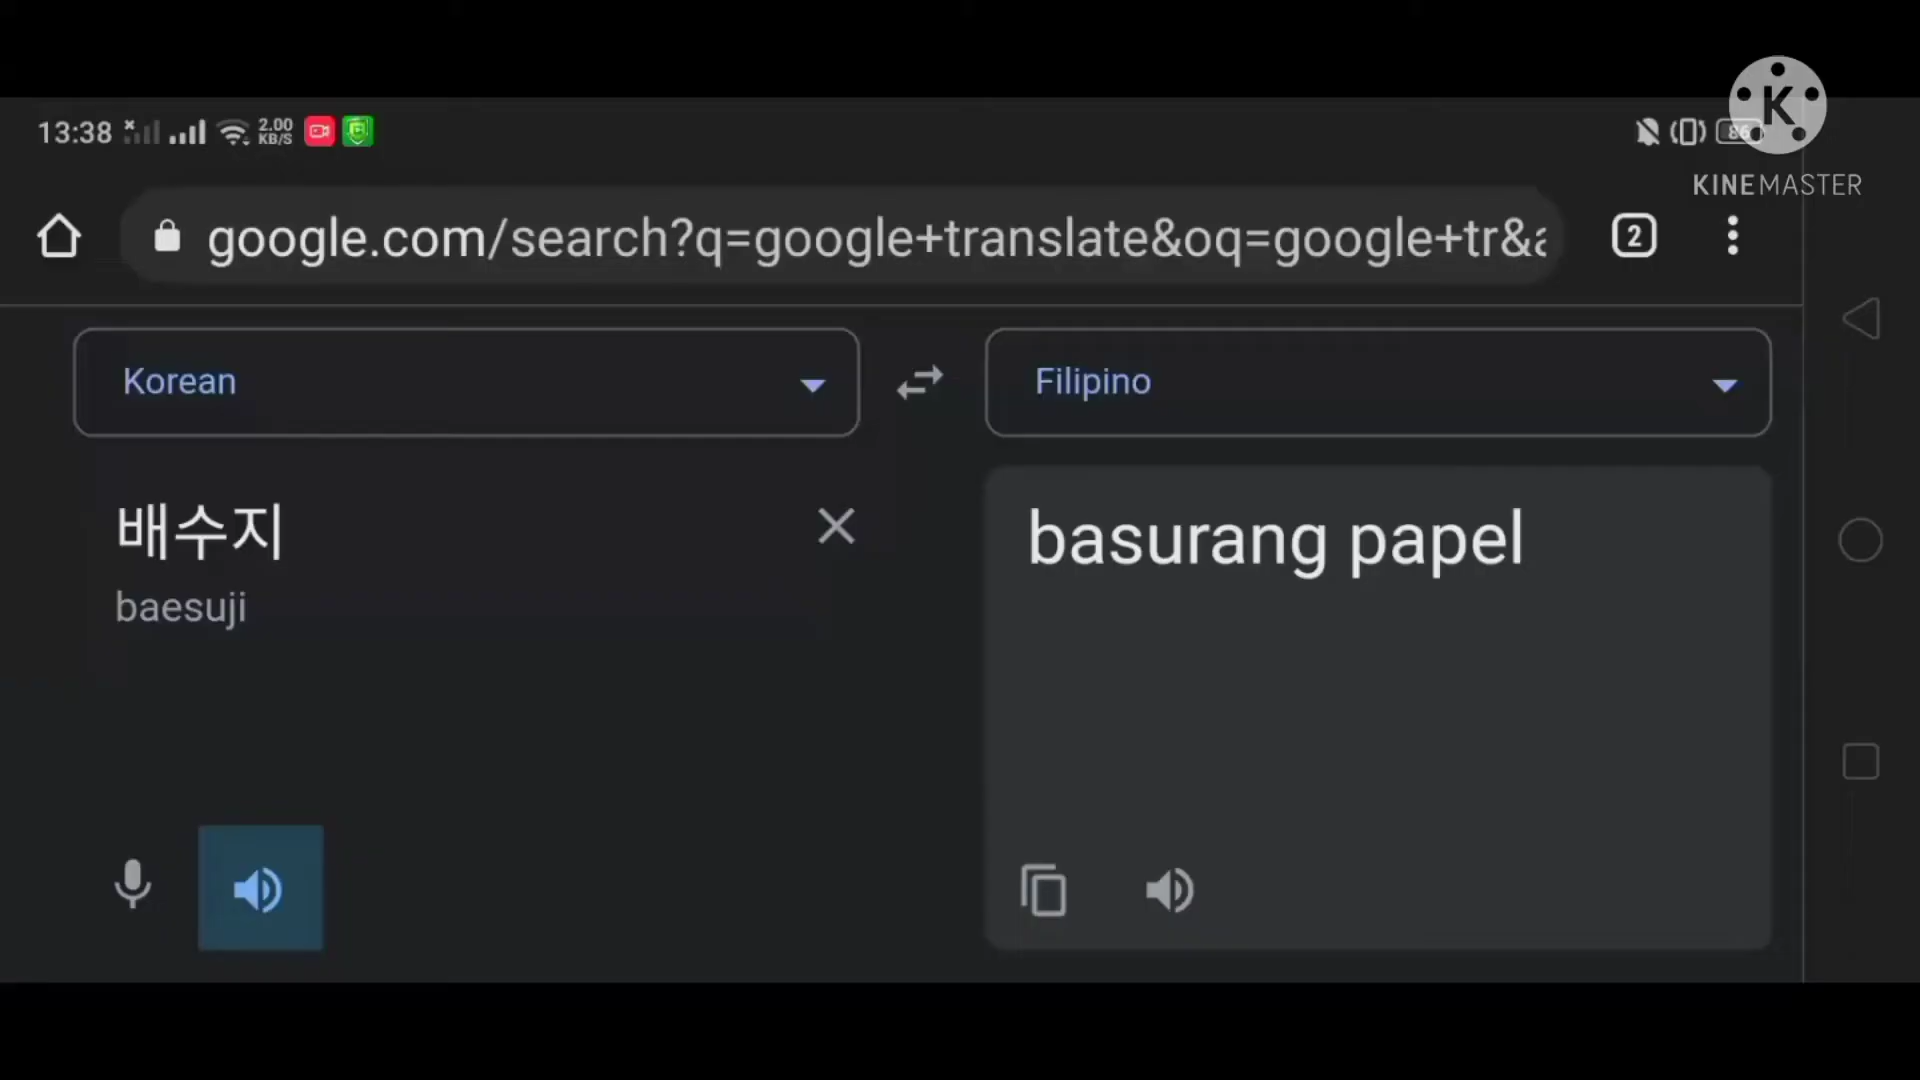 13:38
2.00
KB/S
86
K
KINEMASTER
google.com/search?q=google+translate&oq=google+tr&a
2
Korean
Filipino
배수지
baesuji
basurang papel